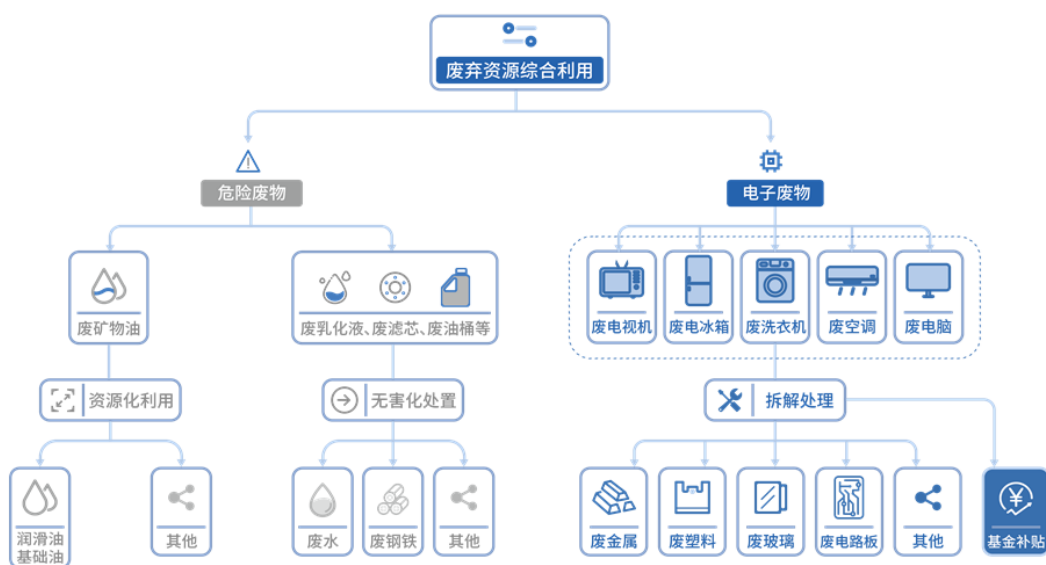 废弃资源综合利用
危险废物
电子废物
废矿物油
废乳化液、废滤芯、废油桶等
废电视机
废电冰箱
废洗衣机
废空调
废电脑
资源化利用
无害化处置
拆解处理
润滑油
基础油
其他
废水
废钢铁
其他
废金属
废塑料
废玻璃
废电路板
其他
¥
基金补贴